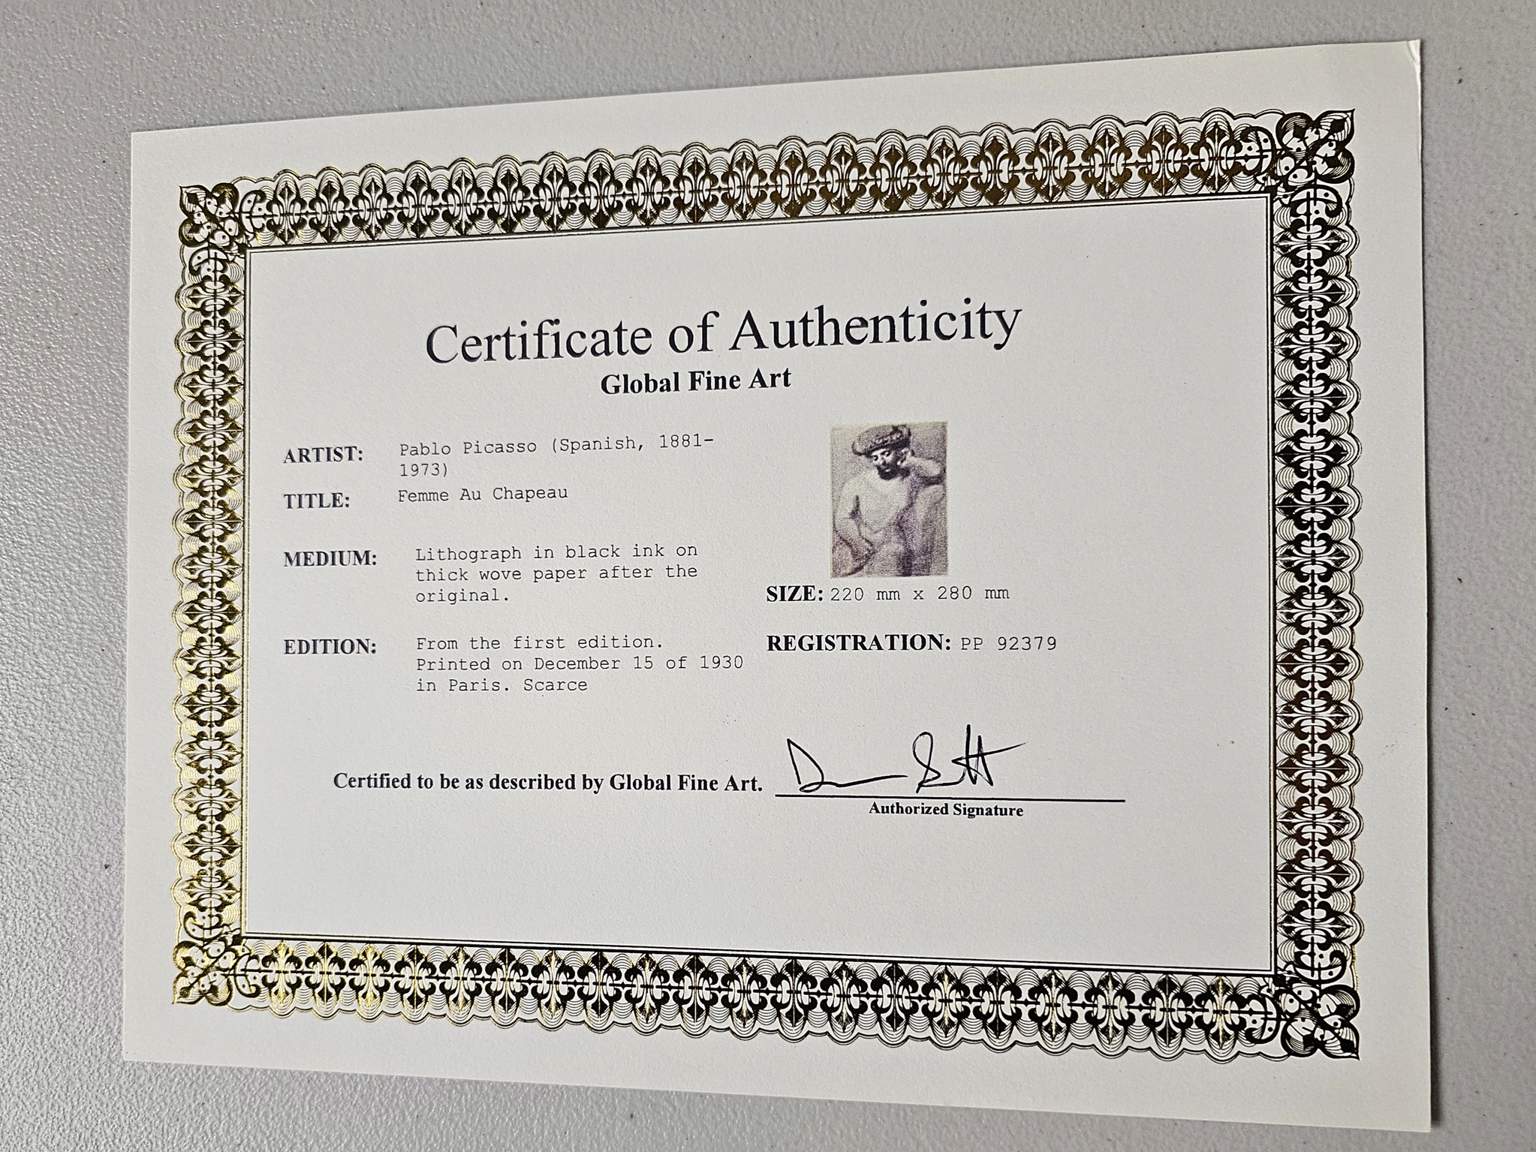 Certificate of Authenticity
Global Fine Art
ARTIST: Pablo Picasso (Spanish, 1881-
1973)
TITLE: Femme Au Chapeau
MEDIUM: Lithograph in black ink on
thick wove paper after the
original.
SIZE: 220 mm x 280 mm
EDITION: From the first edition.
Printed on December 15 of 1930
in Paris. Scarce
REGISTRATION: PP 92379
Certified to be as described by Global Fine Art.
Authorized Signature